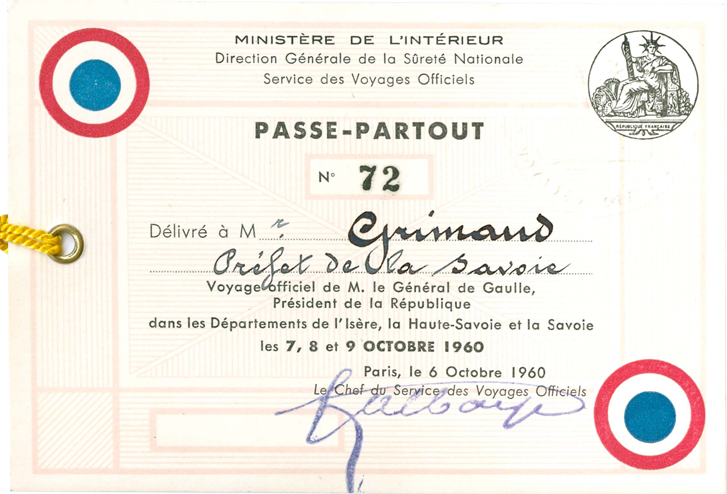 MINISTÈRE DE L'INTÉRIEUR
Direction Générale de la Sûreté Nationale
Service des Voyages Officiels
RÉPUBLIQUE FRANÇAISE
PASSE-PARTOUT
N° 72
Délivré à M r. Grimaud
Préfet de la Savoie
Voyage officiel de M. le Général de Gaulle,
Président de la République
dans les Départements de l'Isère, la Haute-Savoie et la Savoie
les 7, 8 et 9 OCTOBRE 1960
Paris, le 6 Octobre 1960
Le Chef du Service des Voyages Officiels